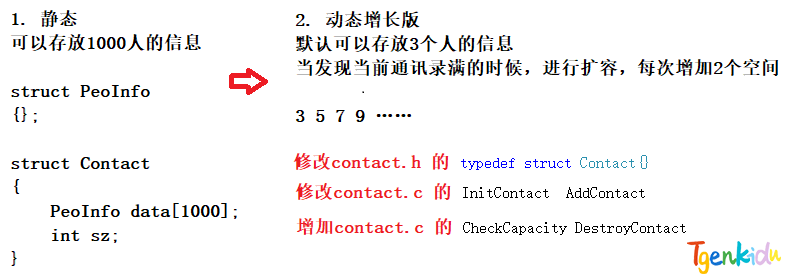 1. 静态
可以存放1000人的信息
struct PeoInfo
{};
struct Contact
{
PeoInfo data[1000];
int sz;
}
2. 动态增长版
默认可以存放3个人的信息
当发现当前通讯录满的时候，进行扩容，每次增加2个空间
3 5 7 9 ……
修改contact.h 的 typedef struct Contact{}
修改contact.c 的 InitContact AddContact
增加contact.c 的 CheckCapacity DestroyContact
Tgenkidu